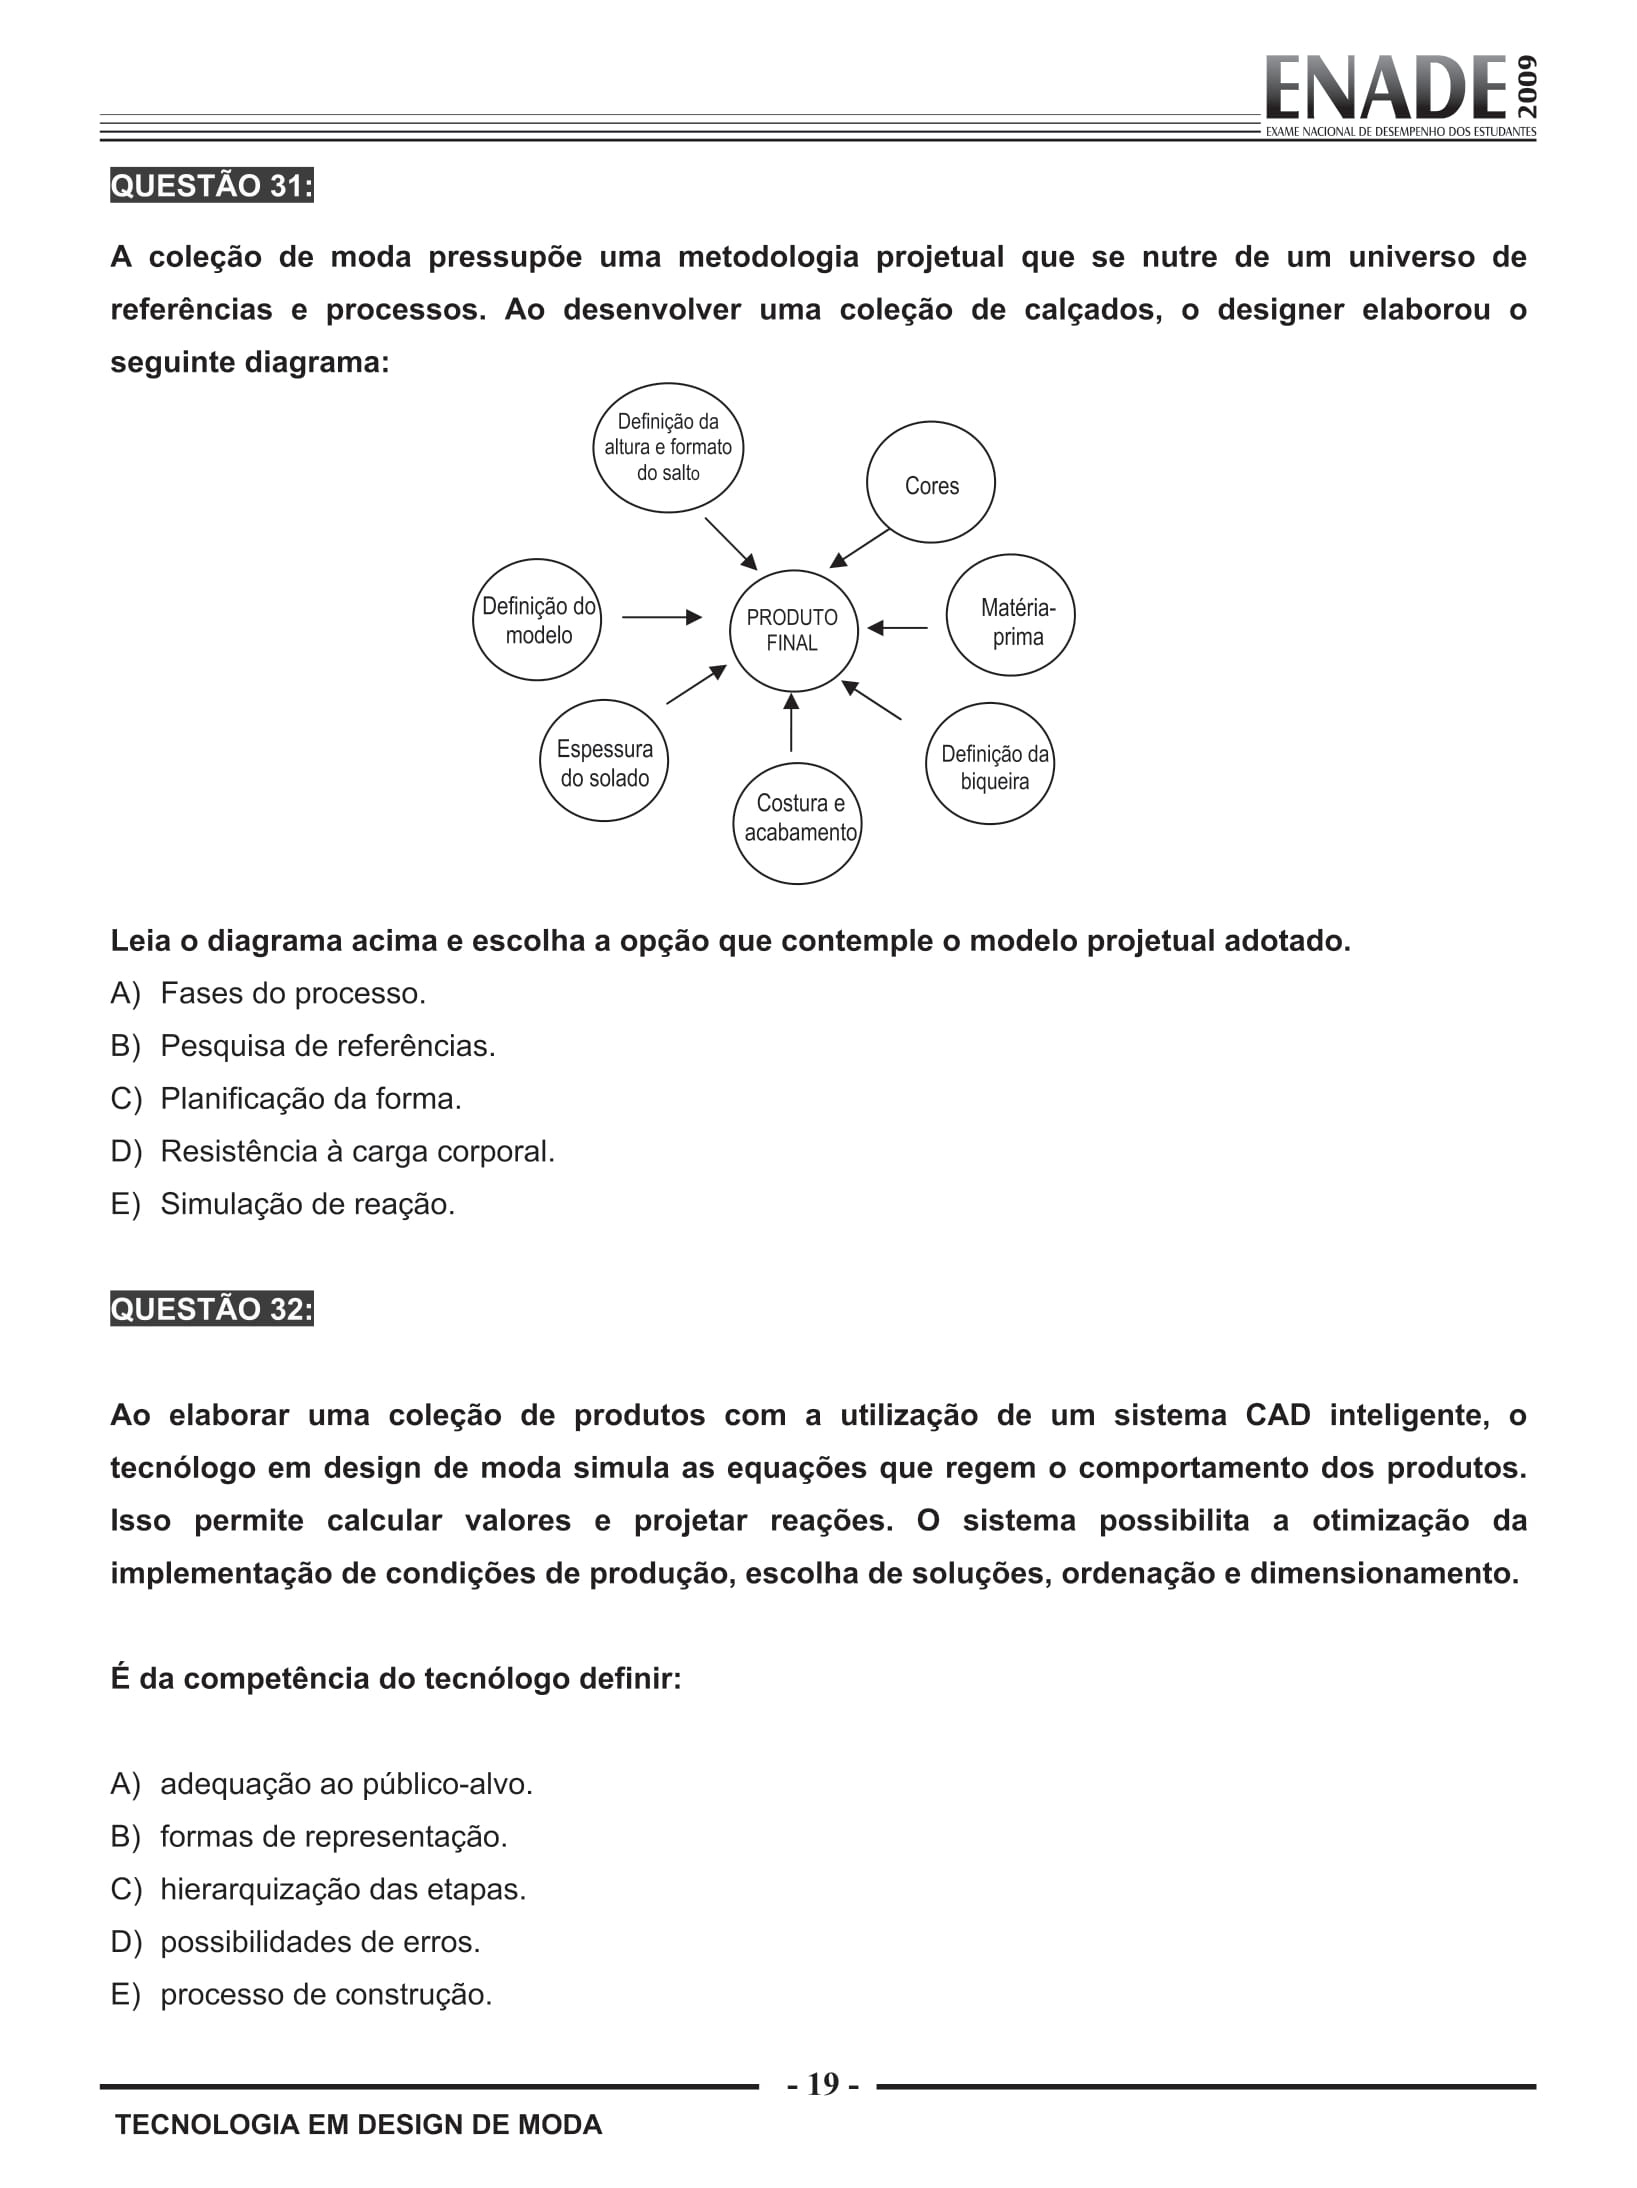 ENADE 2009
EXAME NACIONAL DE DESEMPENHO DOS ESTUDANTES
QUESTÃO 31:
A coleção de moda pressupõe uma metodologia projetual que se nutre de um universo de
referências e processos. Ao desenvolver uma coleção de calçados, o designer elaborou o
seguinte diagrama:
Definição da
altura e formato
do salto
Cores
Definição do
modelo
PRODUTO
FINAL
Matéria-
prima
Espessura
do solado
Costura e
acabamento
Definição da
biqueira
Leia o diagrama acima e escolha a opção que contemple o modelo projetual adotado.
A) Fases do processo.
B) Pesquisa de referências.
C) Planificação da forma.
D) Resistência à carga corporal.
E) Simulação de reação.
QUESTÃO 32:
Ao elaborar uma coleção de produtos com a utilização de um sistema CAD inteligente, o
tecnólogo em design de moda simula as equações que regem o comportamento dos produtos.
Isso permite calcular valores e projetar reações. O sistema possibilita a otimização da
implementação de condições de produção, escolha de soluções, ordenação e dimensionamento.
É da competência do tecnólogo definir:
A) adequação ao público-alvo.
B) formas de representação.
C) hierarquização das etapas.
D) possibilidades de erros.
E) processo de construção.
- 19 -
TECNOLOGIA EM DESIGN DE MODA